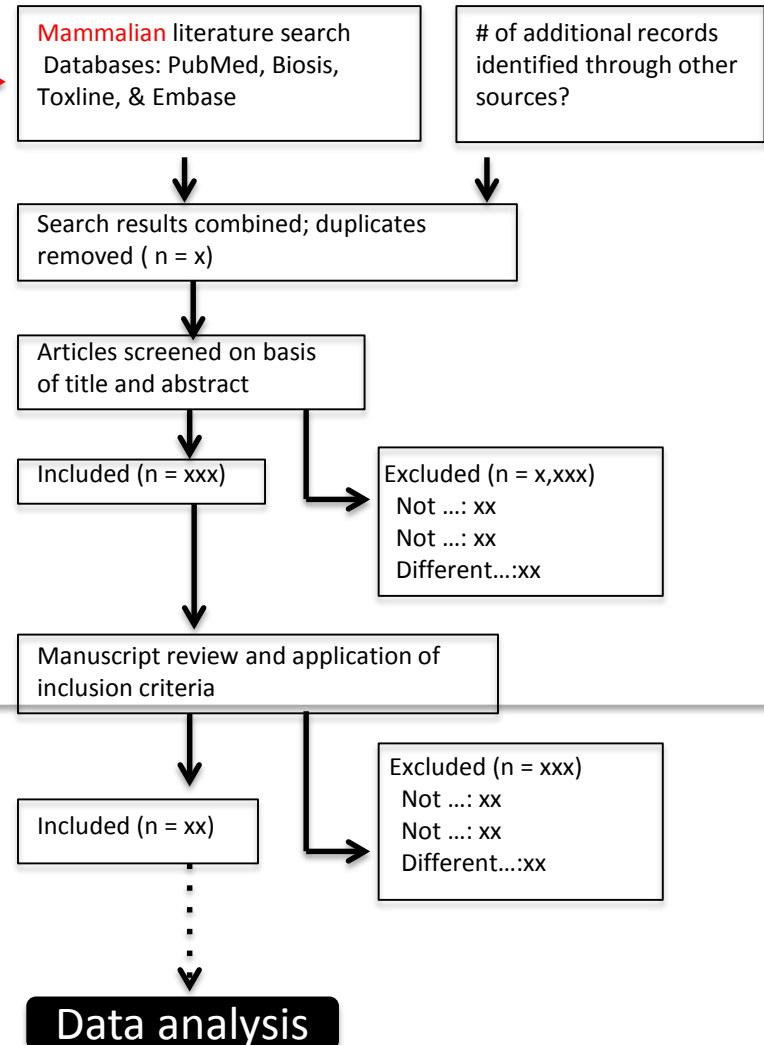 Mammalian literature search
Databases: PubMed, Biosis,
Toxline, & Embase
# of additional records
identified through other
sources?
Search results combined; duplicates
removed ( n = x)
Articles screened on basis
of title and abstract
Included (n = xxx)
Excluded (n = x,xxx)
Not ...: xx
Not ...: xx
Different...:xx
Manuscript review and application of
inclusion criteria
Included (n = xx)
Excluded (n = xxx)
Not ...: xx
Not ...: xx
Different...:xx
Data analysis